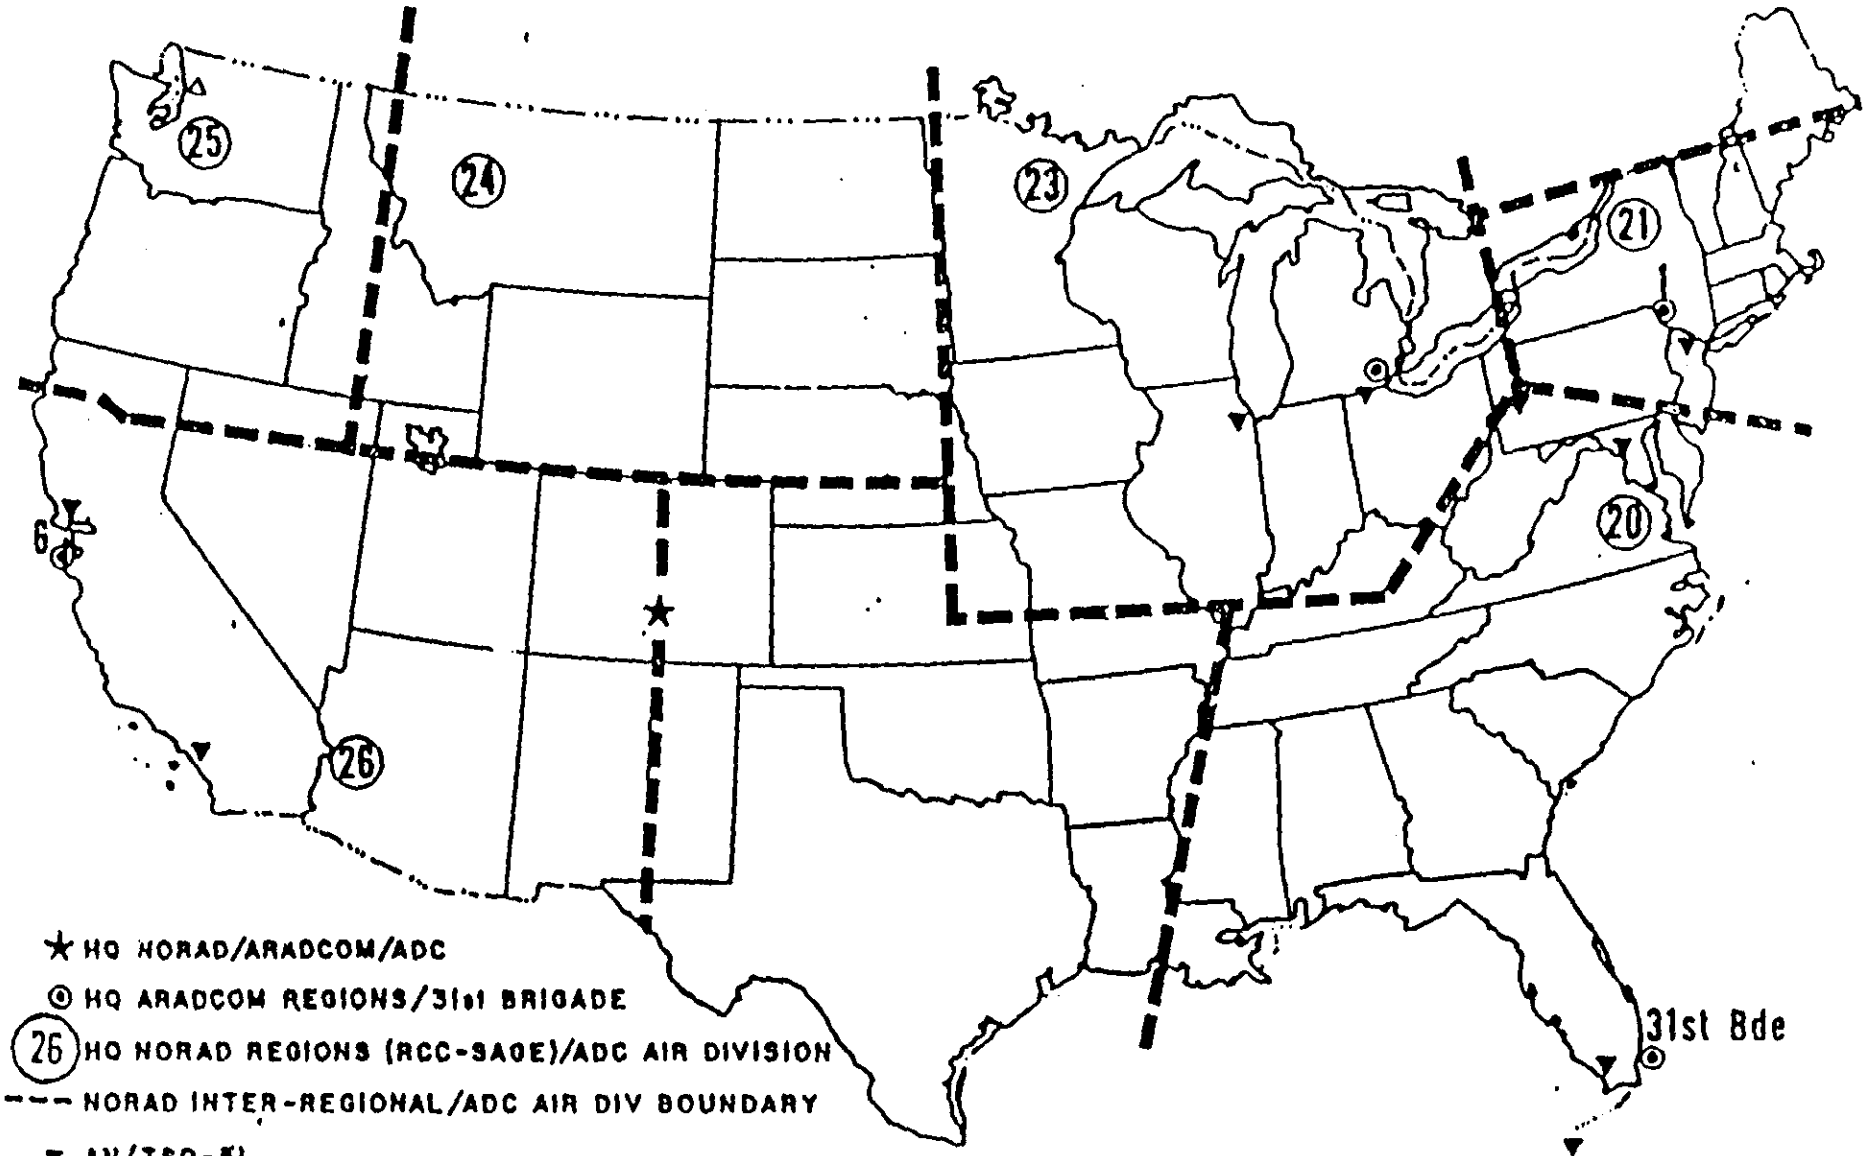 25
24
23
21
6
20
26
31st Bde
HQ NORAD/ARADCOM/ADC
HQ ARADCOM REGIONS/31st BRIGADE
26 HQ NORAD REGIONS (RCC-SAGE)/ADC AIR DIVISION
NORAD INTER-REGIONAL/ADC AIR DIV BOUNDARY